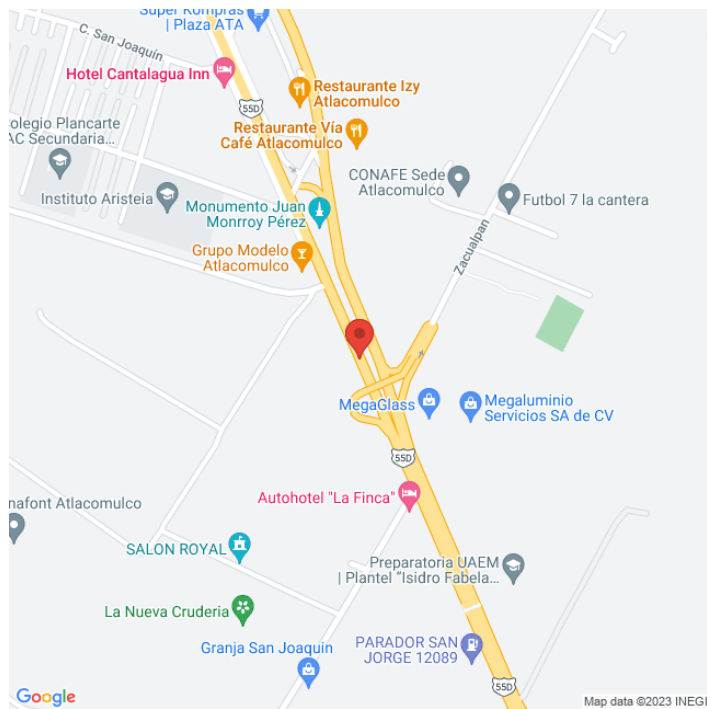 Super Kompras
| Plaza ATA
C. San Joaquín
Hotel Cantalagua Inn
Restaurante Izy
Atlacomulco
55D
Restaurante Vía
Café Atlacomulco
olegio Plancarte
AC Secundaria...
CONAFE Sede
Atlacomulco
Instituto Aristeia
Futbol 7 la cantera
Monumento Juan
Monrroy Pérez
Grupo Modelo
Atlacomulco
Zacualpan
MegaGlass
Megaluminio
Servicios SA de CV
55D
Autohotel "La Finca"
nafont Atlacomulco
SALON ROYAL
Preparatoria UAEM
| Plantel “Isidro Fabela...
La Nueva Cruderia
Granja San Joaquin
PARADOR SAN
JORGE 12089
55D
Google
Map data ©2023 INEGI